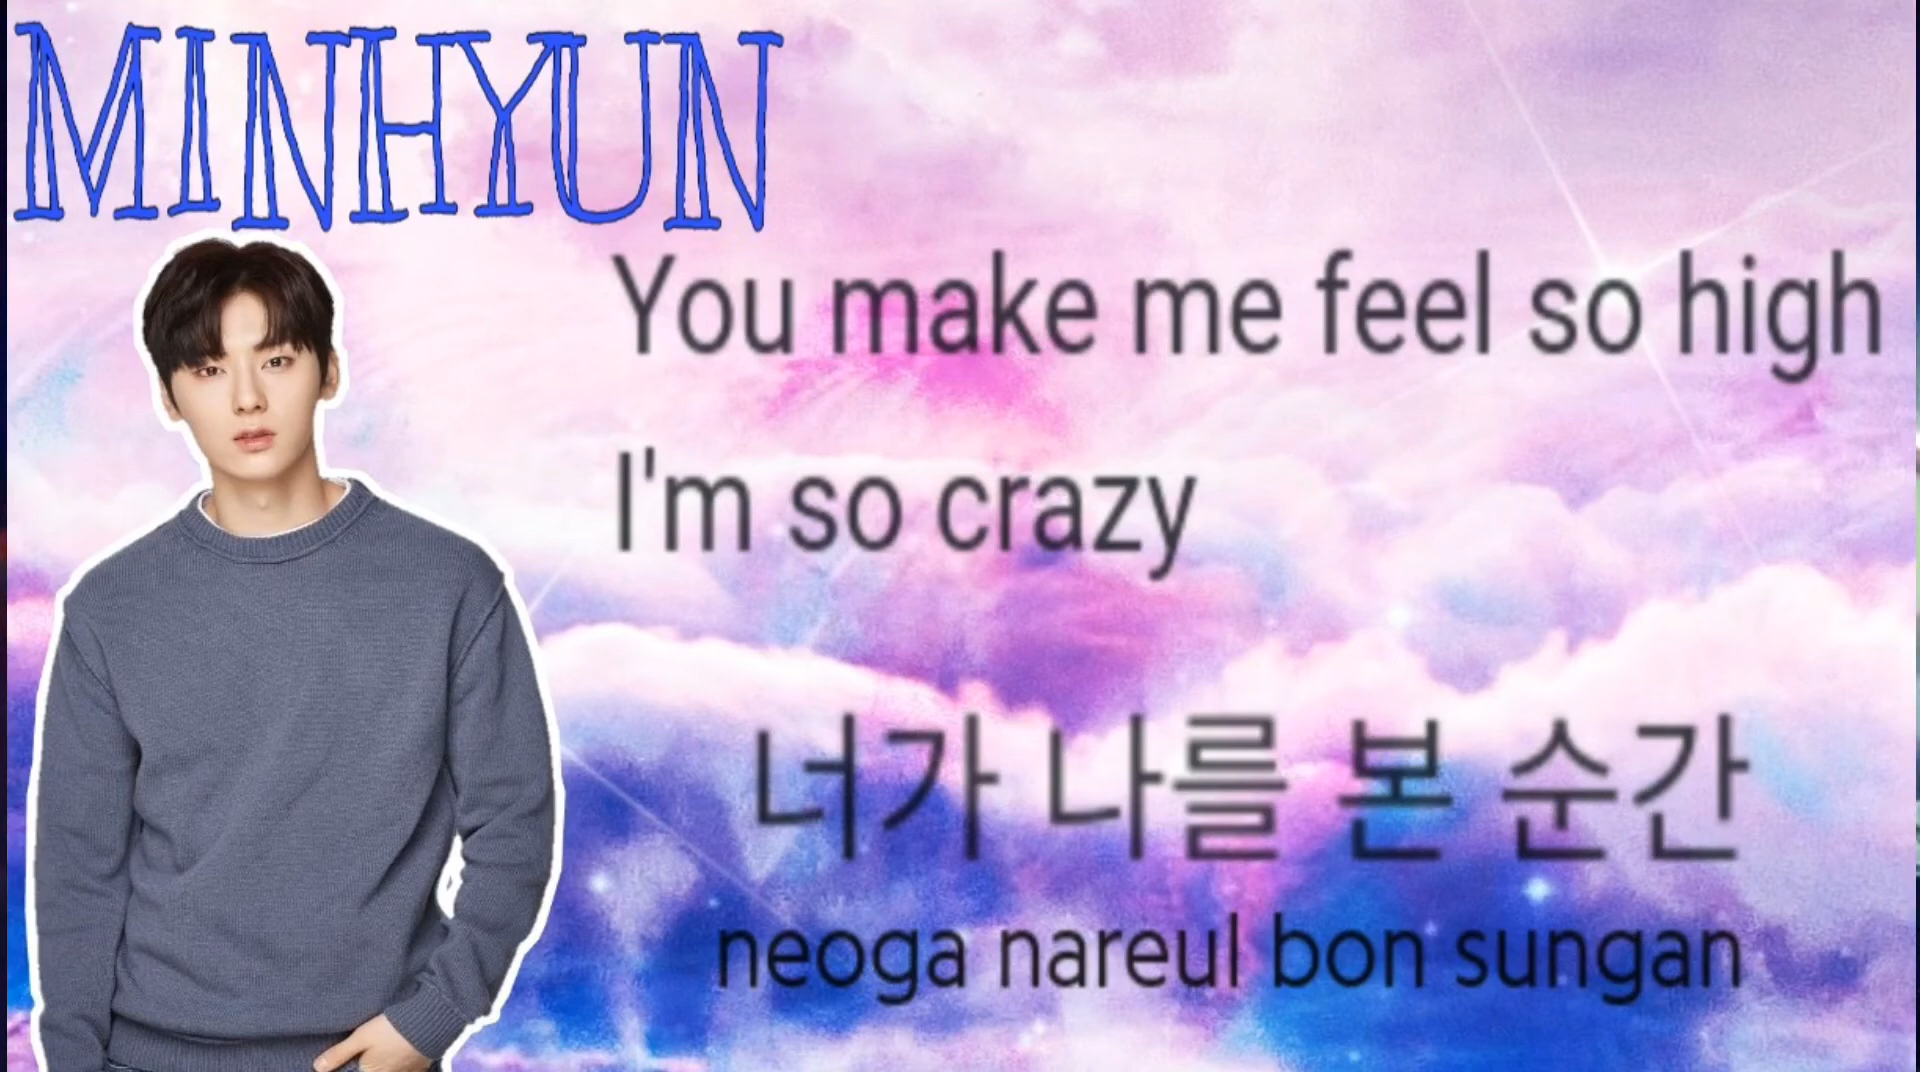 MINHYUN
You make me feel so high
I'm so crazy
너가 나를 본 순간
neoga nareul bon sungan